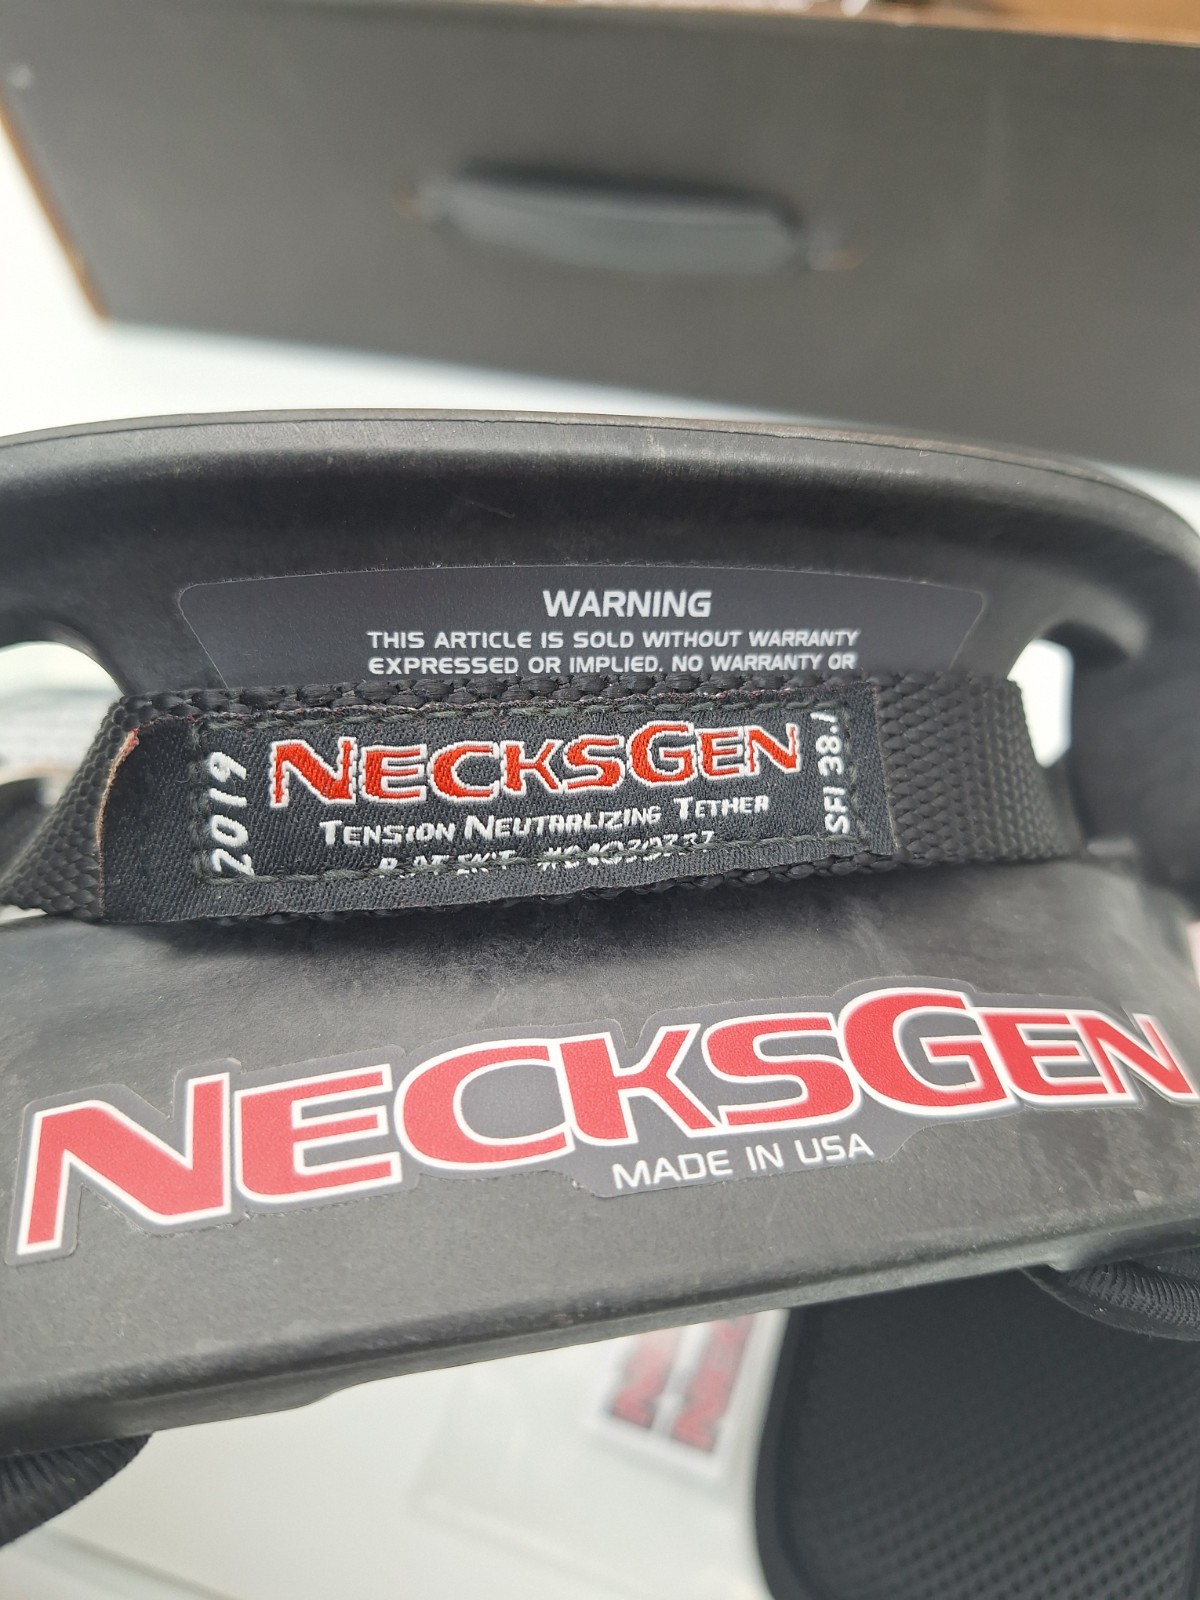 WARNING
THIS ARTICLE IS SOLD WITHOUT WARRANTY
EXPRESSED OR IMPLIED. NO WARRANTY OR
2019
NECKSGEN
TENSION NEUTRALIZING TETHER
SFI 38.1
NECKSGEN
MADE IN USA